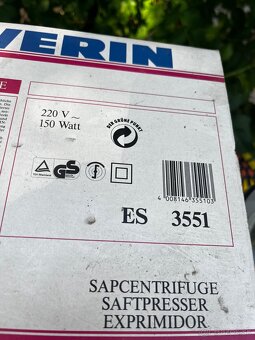 VERIN
220 V ~
150 Watt
DER GRÜNE PUNKT
GS
4 008146 355103
ES 3551
SAPCENTRIFUGE
SAFTPRESSER
EXPRIMIDOR